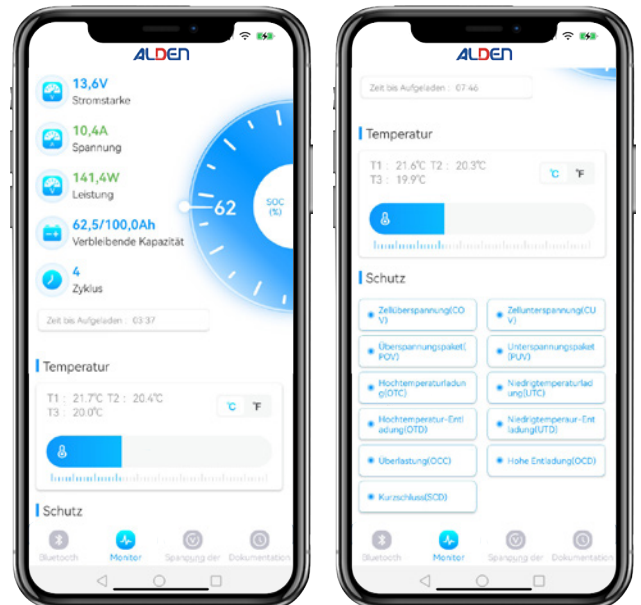 ALDEN
13,6V
Stromstarke
10,4A
Spannung
141,4W
Leistung
62,5/100,0Ah
Verbleibende Kapazität
4
Zyklus
62
SOC
(%)
Zeit bis Aufgeladen : 03:37
Temperatur
T1 : 21.7℃ T2 : 20.4℃
T3 : 20.0℃
℃ ℉
Schutz
Bluetooth Monitor Spannung der Dokumentation
ALDEN
Zeit bis Aufgeladen : 07:46
Temperatur
T1 : 21.6℃ T2 : 20.3℃
T3 : 19.9℃
℃ ℉
Schutz
Zellüberspannung(CO
V)
Zellunterspannung(CU
V)
Überspannungspaket(
POV)
Unterspannungspaket
(PUV)
Hochtemperaturladun
g(OTC)
Niedrigtemperaturlad
ung(UTC)
Hochtemperatur-Entl
adung(OTD)
Niedrigtemperaur-Ent
ladung(UTD)
Überlastung(OCC)
Hohe Entladung(OCD)
Kurzschluss(SCD)
Bluetooth Monitor Spannung der Dokumentation